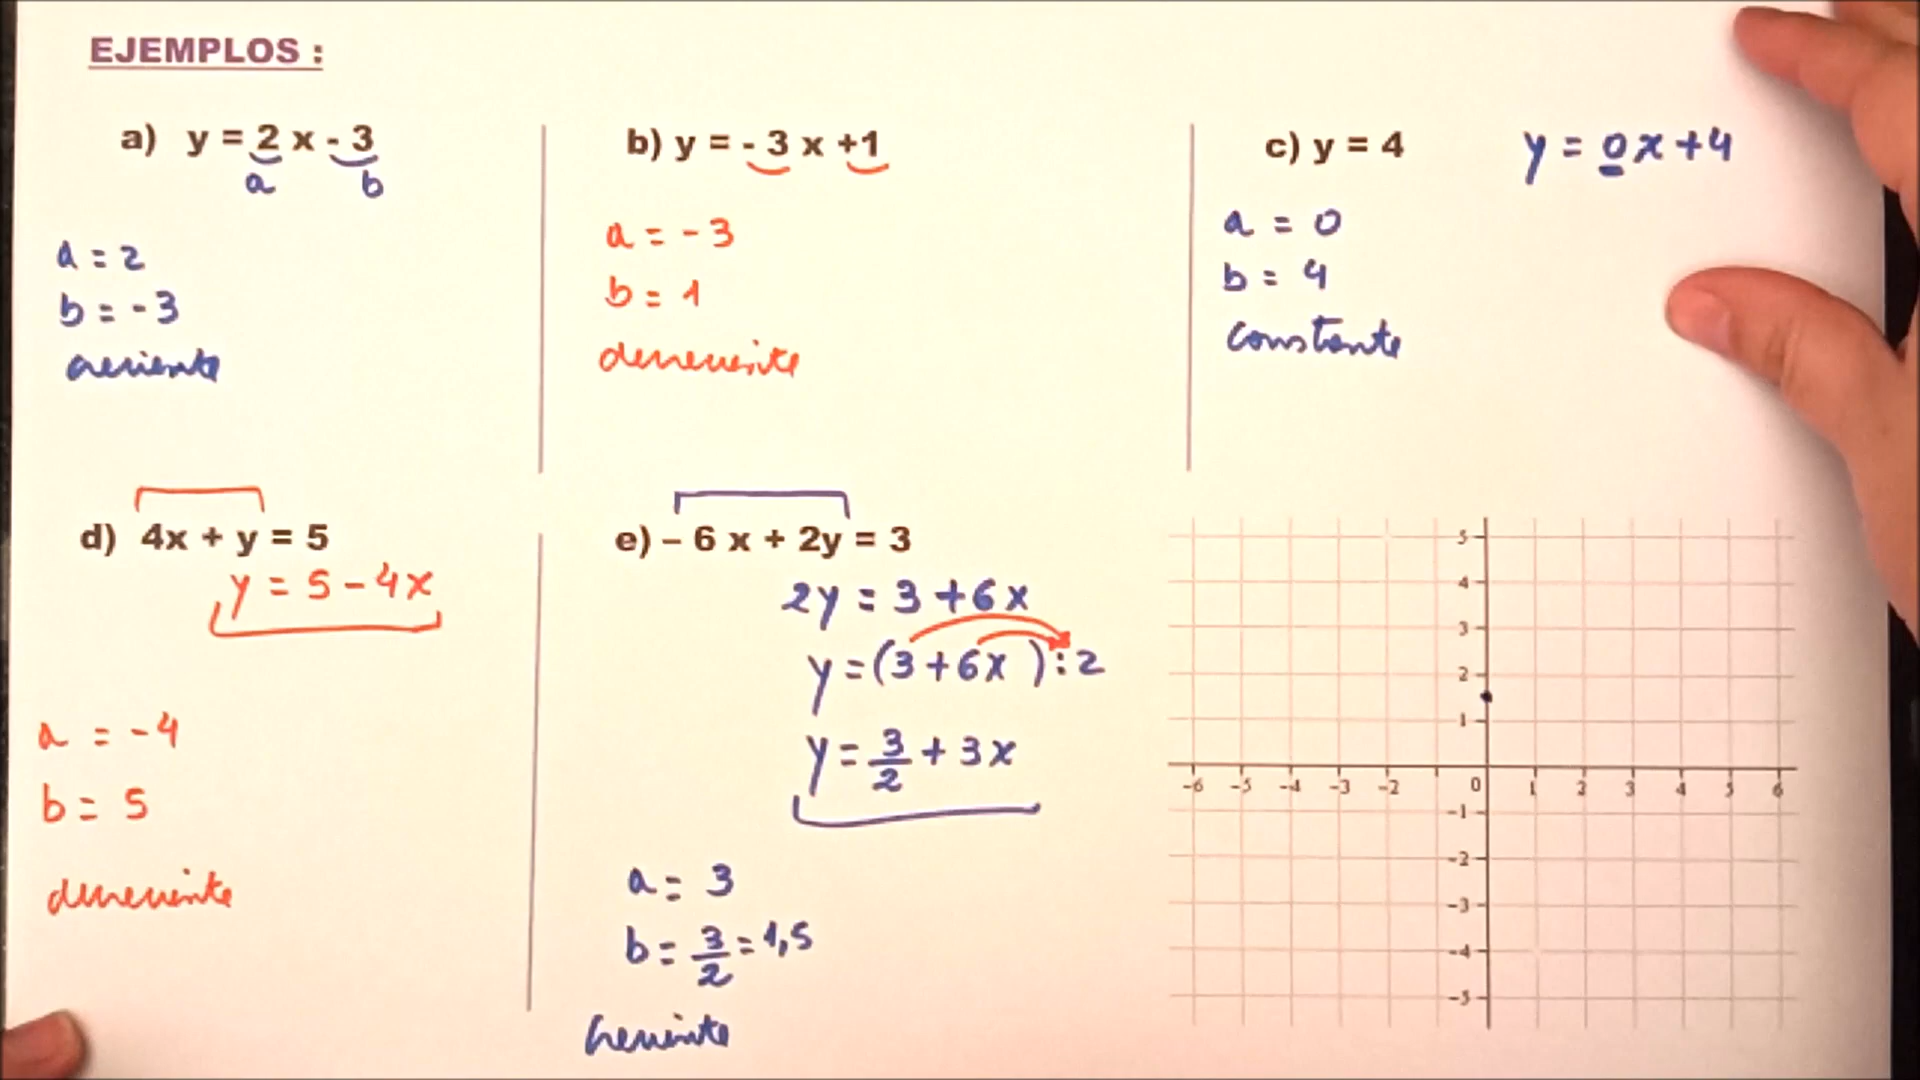 EJEMPLOS :
a) y = 2 x - 3
a b
a = 2
b = -3
creciente
b) y = - 3 x +1
a = -3
b = 1
decreciente
c) y = 4
y = 0x+4
a = 0
b = 4
constante
d) 4x + y = 5
y = 5 - 4x
a = -4
b = 5
decreciente
e) – 6 x + 2y = 3
2y = 3 + 6x
y = (3 + 6x ) : 2
y = 3/2 + 3x
a = 3
b = 3/2 = 1,5
creciente
5
4
3
2
1
-6 -5 -4 -3 -2 0 1 2 3 4 5 6
-1
-2
-3
-4
-5